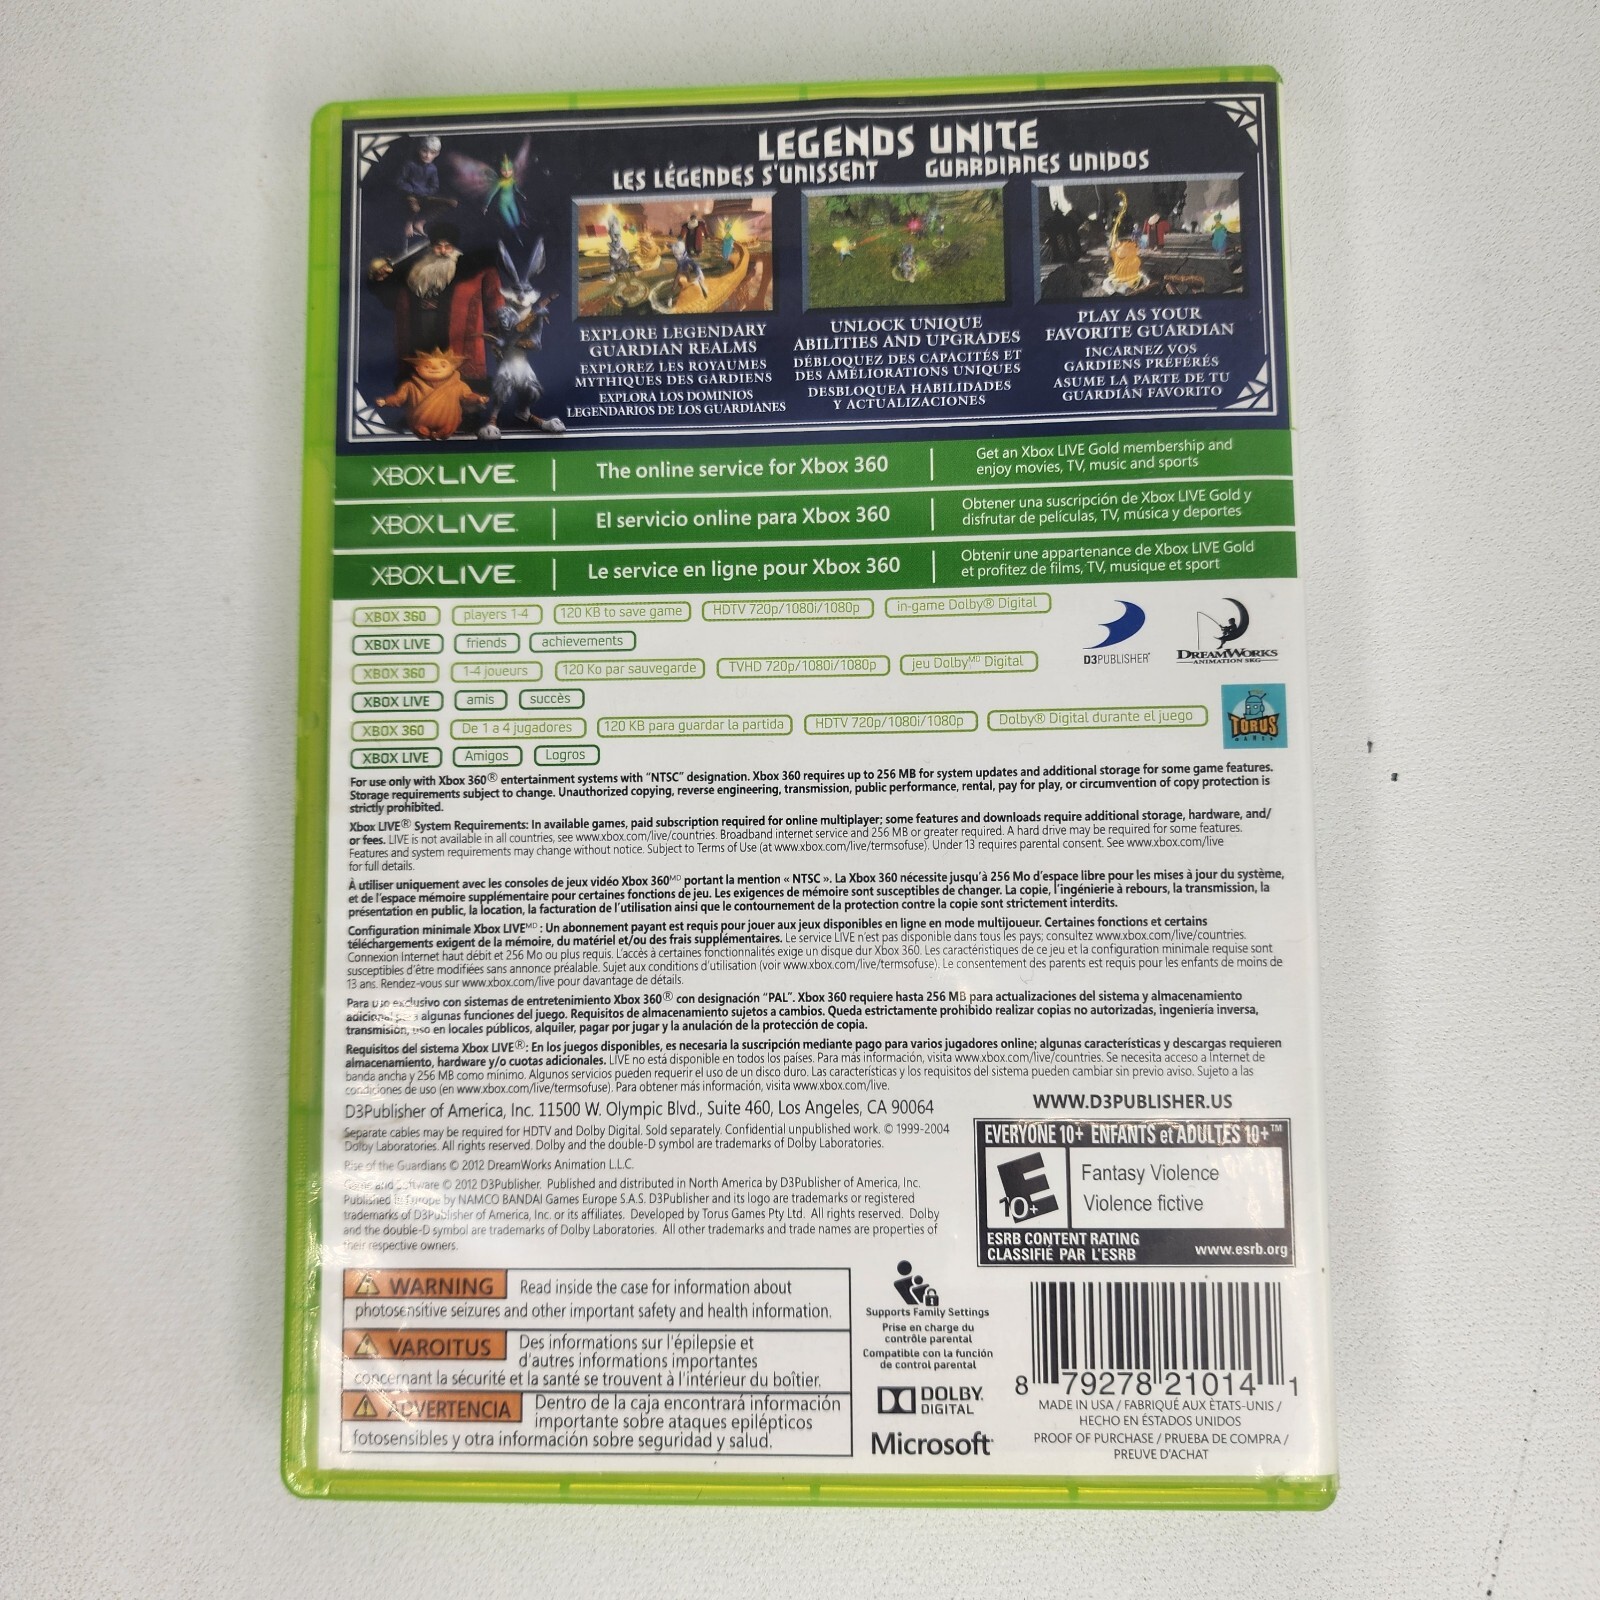 LEGENDS UNITE
LES LÉGENDES S'UNISSENT GUARDIANES UNIDOS
EXPLORE LEGENDARY
GUARDIAN REALMS
EXPLOREZ LES ROYAUMES
MYTHIQUES DES GARDIENS
EXPLORA LOS DOMINIOS
LEGENDARIOS DE LOS GUARDIANES
UNLOCK UNIQUE
ABILITIES AND UPGRADES
DÉBLOQUEZ DES CAPACITÉS ET
DES AMÉLIORATIONS UNIQUES
DESBLOQUEA HABILIDADES
Y ACTUALIZACIONES
PLAY AS YOUR
FAVORITE GUARDIAN
INCARNEZ VOS
GARDIENS PRÉFÉRÉS
ASUME LA PARTE DE TU
GUARDIÁN FAVORITO
XBOX LIVE The online service for Xbox 360 Get an Xbox LIVE Gold membership and
enjoy movies, TV, music and sports
XBOX LIVE El servicio online para Xbox 360 Obtener una suscripción de Xbox LIVE Gold y
disfrutar de películas, TV, música y deportes
XBOX LIVE Le service en ligne pour Xbox 360 Obtenir une appartenance de Xbox LIVE Gold
et profitez de films, TV, musique et sport
XBOX 360 players 1-4 120 KB to save game HDTV 720p/1080i/1080p in-game Dolby® Digital
XBOX LIVE friends achievements
XBOX 360 1-4 joueurs 120 Ko par sauvegarde TVHD 720p/1080i/1080p jeu Dolby MD Digital
XBOX LIVE amis succès
XBOX 360 De 1 a 4 jugadores 120 KB para guardar la partida HDTV 720p/1080i/1080p Dolby® Digital durante el juego
XBOX LIVE Amigos Logros
D3PUBLISHER
DREAMWORKS
ANIMATION SKG
TORUS
GAMES
For use only with Xbox 360® entertainment systems with "NTSC" designation. Xbox 360 requires up to 256 MB for system updates and additional storage for some game features.
Storage requirements subject to change. Unauthorized copying, reverse engineering, transmission, public performance, rental, pay for play, or circumvention of copy protection is
strictly prohibited.
Xbox LIVE® System Requirements: In available games, paid subscription required for online multiplayer; some features and downloads require additional storage, hardware, and/
or fees. LIVE is not available in all countries, see www.xbox.com/live/countries. Broadband internet service and 256 MB or greater required. A hard drive may be required for some features.
Features and system requirements may change without notice. Subject to Terms of Use (at www.xbox.com/live/termsofuse). Under 13 requires parental consent. See www.xbox.com/live
for full details.
À utiliser uniquement avec les consoles de jeux vidéo Xbox 360MD portant la mention « NTSC ». La Xbox 360 nécessite jusqu'à 256 Mo d'espace libre pour les mises à jour du système,
et de l'espace mémoire supplémentaire pour certaines fonctions de jeu. Les exigences de mémoire sont susceptibles de changer. La copie, l'ingénierie à rebours, la transmission, la
présentation en public, la location, la facturation de l'utilisation ainsi que le contournement de la protection contre la copie sont strictement interdits.
Configuration minimale Xbox LIVEMD : Un abonnement payant est requis pour jouer aux jeux disponibles en ligne en mode multijoueur. Certaines fonctions et certains
téléchargements exigent de la mémoire, du matériel et/ou des frais supplémentaires. Le service LIVE n'est pas disponible dans tous les pays; consultez www.xbox.com/live/countries.
Connexion Internet haut débit et 256 Mo ou plus requis. L'accès à certaines fonctionnalités exige un disque dur Xbox 360. Les caractéristiques de ce jeu et la configuration minimale requise sont
susceptibles d'être modifiées sans annonce préalable. Sujet aux conditions d'utilisation (voir www.xbox.com/live/termsofuse). Le consentement des parents est requis pour les enfants de moins de
13 ans. Rendez-vous sur www.xbox.com/live pour davantage de détails.
Para uso exclusivo con sistemas de entretenimiento Xbox 360® con designación "PAL". Xbox 360 requiere hasta 256 MB para actualizaciones del sistema y almacenamiento
adicional para algunas funciones del juego. Requisitos de almacenamiento sujetos a cambios. Queda estrictamente prohibido realizar copias no autorizadas, ingeniería inversa,
transmisión, uso en locales públicos, alquiler, pagar por jugar y la anulación de la protección de copia.
Requisitos del sistema Xbox LIVE®: En los juegos disponibles, es necesaria la suscripción mediante pago para varios jugadores online; algunas características y descargas requieren
almacenamiento, hardware y/o cuotas adicionales. LIVE no está disponible en todos los países. Para más información, visita www.xbox.com/live/countries. Se necesita acceso a Internet de
banda ancha y 256 MB como mínimo. Algunos servicios pueden requerir el uso de un disco duro. Las características y los requisitos del sistema pueden cambiar sin previo aviso. Sujeto a las
condiciones de uso (en www.xbox.com/live/termsofuse). Para obtener más información, visita www.xbox.com/live.
D3Publisher of America, Inc. 11500 W. Olympic Blvd., Suite 460, Los Angeles, CA 90064
WWW.D3PUBLISHER.US
Separate cables may be required for HDTV and Dolby Digital. Sold separately. Confidential unpublished work. © 1999-2004
Dolby Laboratories. All rights reserved. Dolby and the double-D symbol are trademarks of Dolby Laboratories.
Rise of the Guardians © 2012 DreamWorks Animation L.L.C.
Game and Software © 2012 D3Publisher. Published and distributed in North America by D3Publisher of America, Inc.
Published in Europe by NAMCO BANDAI Games Europe S.A.S. D3Publisher and its logo are trademarks or registered
trademarks of D3Publisher of America, Inc. or its affiliates. Developed by Torus Games Pty Ltd. All rights reserved. Dolby
and the double-D symbol are trademarks of Dolby Laboratories. All other trademarks and trade names are properties of
their respective owners.
EVERYONE 10+ ENFANTS et ADULTES 10+™
E
10+
Fantasy Violence
Violence fictive
ESRB CONTENT RATING
CLASSIFIÉ PAR L'ESRB www.esrb.org
WARNING Read inside the case for information about
photosensitive seizures and other important safety and health information.
VAROITUS Des informations sur l'épilepsie et
d'autres informations importantes
concernant la sécurité et la santé se trouvent à l'intérieur du boîtier.
ADVERTENCIA Dentro de la caja encontrará información
importante sobre ataques epilépticos
fotosensibles y otra información sobre seguridad y salud.
Supports Family Settings
Prise en charge du
contrôle parental
Compatible con la función
de control parental
DOLBY.
DIGITAL
Microsoft
8 79278 21014 1
MADE IN USA / FABRIQUÉ AUX ÉTATS-UNIS /
HECHO EN ESTADOS UNIDOS
PROOF OF PURCHASE / PRUEBA DE COMPRA /
PREUVE D'ACHAT